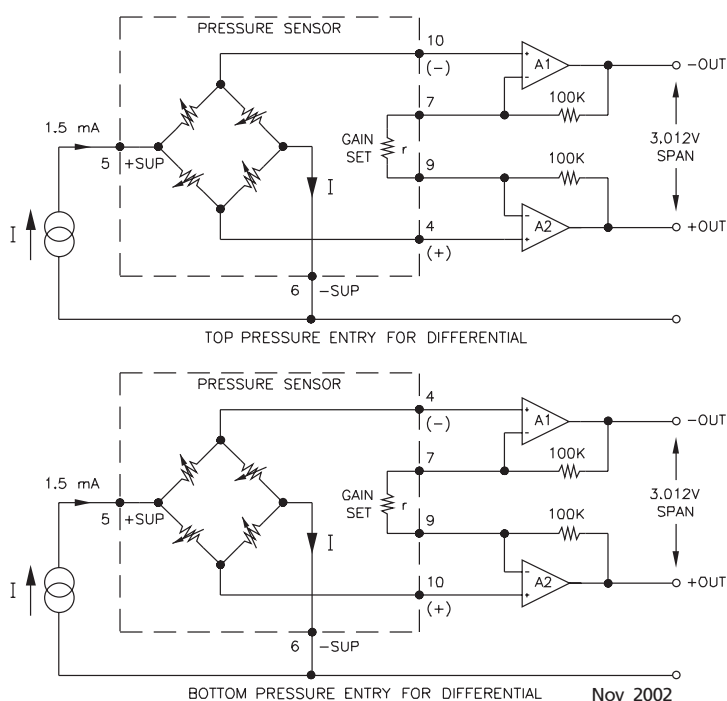 PRESSURE SENSOR
10
(−)
A1
−OUT
7
100K
1.5 mA
GAIN
SET
r
3.012V
SPAN
5
+SUP
9
100K
I
I
4
(+)
A2
+OUT
6
−SUP
TOP PRESSURE ENTRY FOR DIFFERENTIAL
PRESSURE SENSOR
4
(−)
A1
−OUT
7
100K
1.5 mA
GAIN
SET
r
3.012V
SPAN
5
+SUP
9
100K
I
I
10
(+)
A2
+OUT
6
−SUP
BOTTOM PRESSURE ENTRY FOR DIFFERENTIAL
Nov 2002